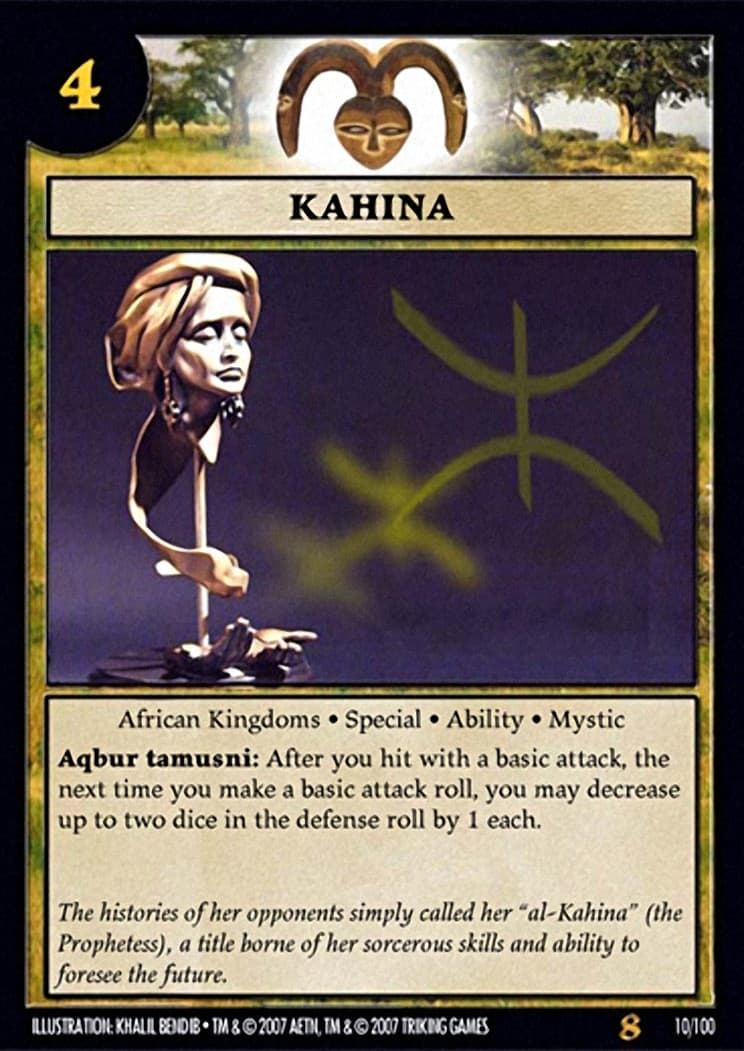 4
KAHINA
African Kingdoms • Special • Ability • Mystic
Aqbur tamusni: After you hit with a basic attack, the
next time you make a basic attack roll, you may decrease
up to two dice in the defense roll by 1 each.
The histories of her opponents simply called her “al-Kahina” (the
Prophetess), a title borne of her sorcerous skills and ability to
foresee the future.
ILLUSTRATION: KHALIL BENDIB • TM & © 2007 AETN, TM & © 2007 TRIKING GAMES
8 10/100